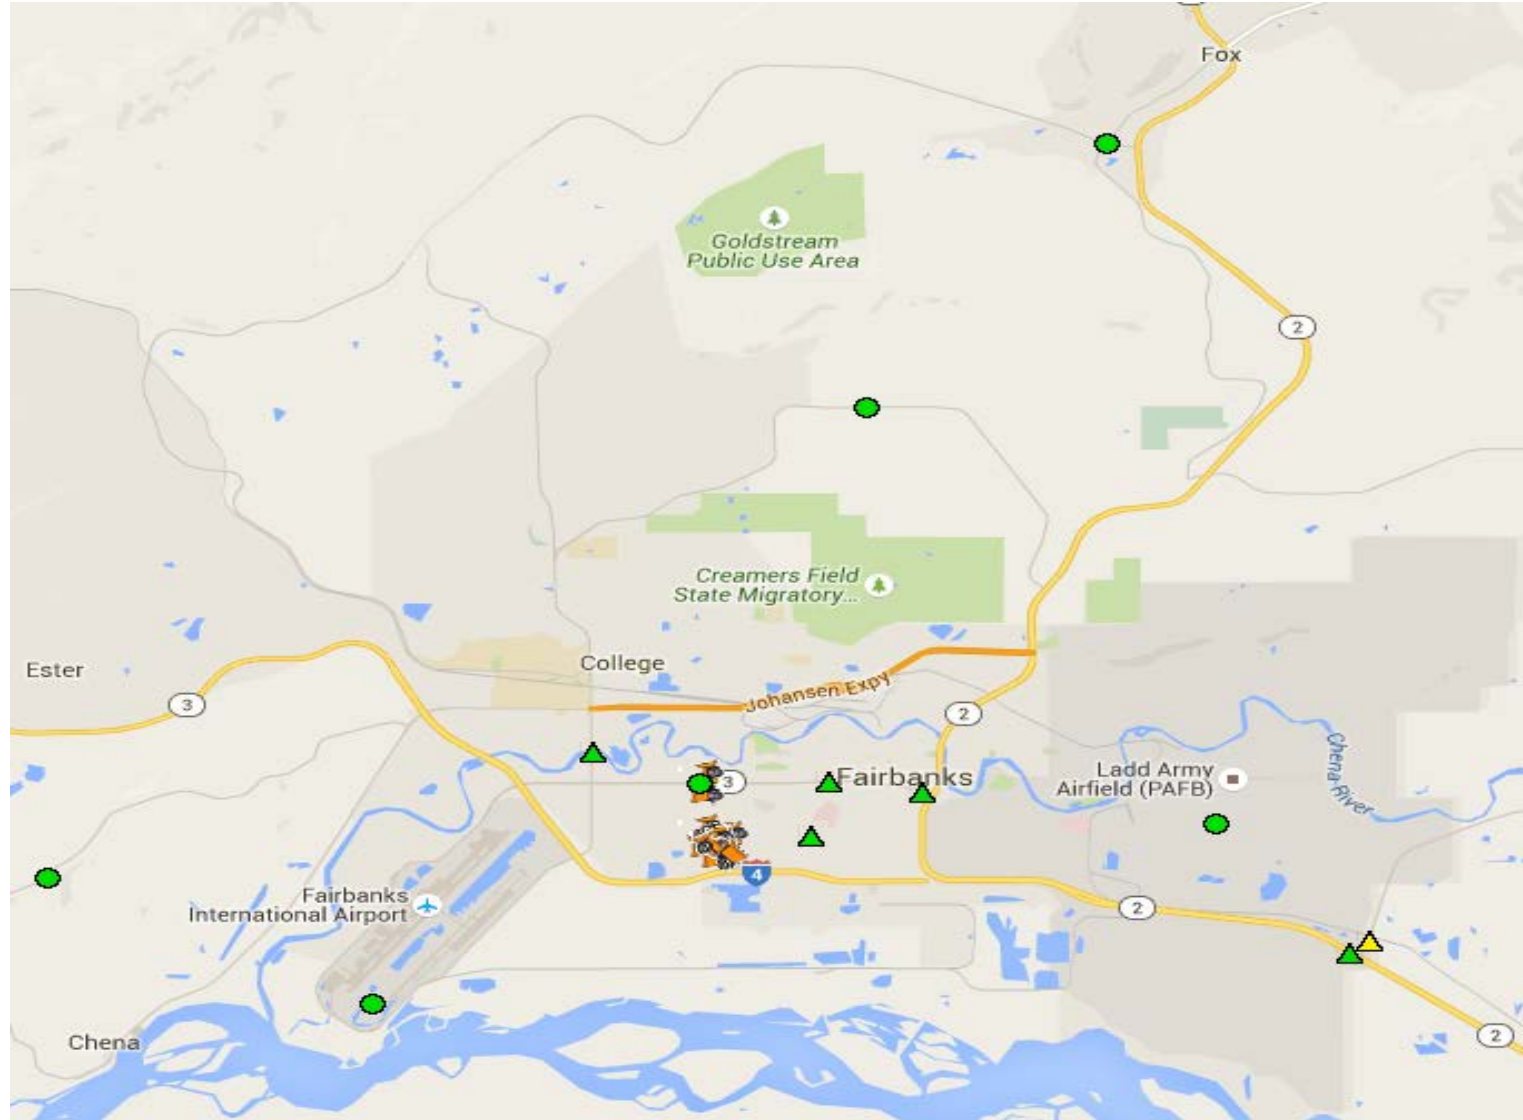 Fox
Goldstream
Public Use Area
2
Creamers Field
State Migratory...
Ester
College
3
Johansen Expy
2
3
Fairbanks
Ladd Army
Airfield (PAFB)
Chena River
4
Fairbanks
International Airport
2
Chena
2